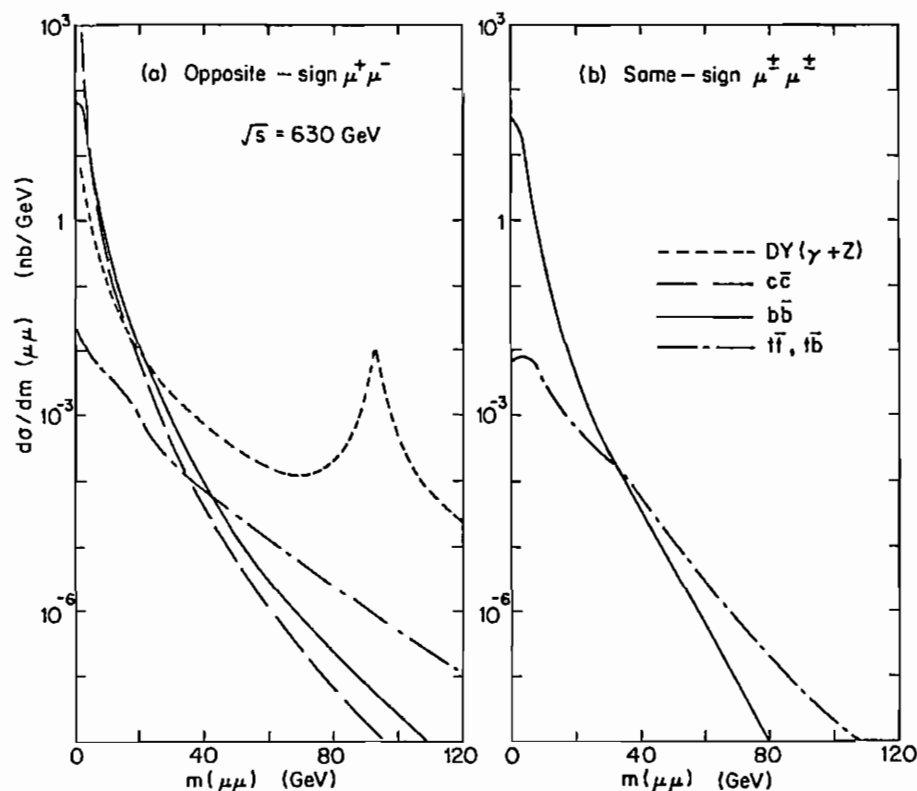 (a) Opposite – sign μ⁺μ⁻
√s = 630 GeV
dσ/dm (μμ) (nb/GeV)
10³
1
10⁻³
10⁻⁶
0
40
80
120
m(μμ) (GeV)
(b) Same – sign μ± μ±
DY (γ+Z)
cc̄
bb̄
tt̄, tb̄
10³
1
10⁻³
10⁻⁶
0
40
80
120
m(μμ) (GeV)